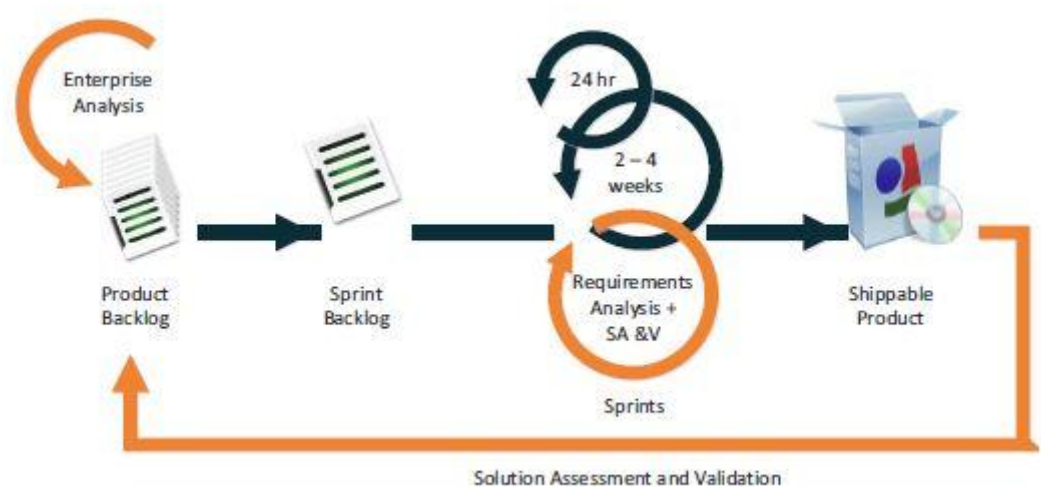 Enterprise
Analysis
24 hr
2 – 4
weeks
Product
Backlog
Sprint
Backlog
Requirements
Analysis +
SA &V
Shippable
Product
Sprints
Solution Assessment and Validation